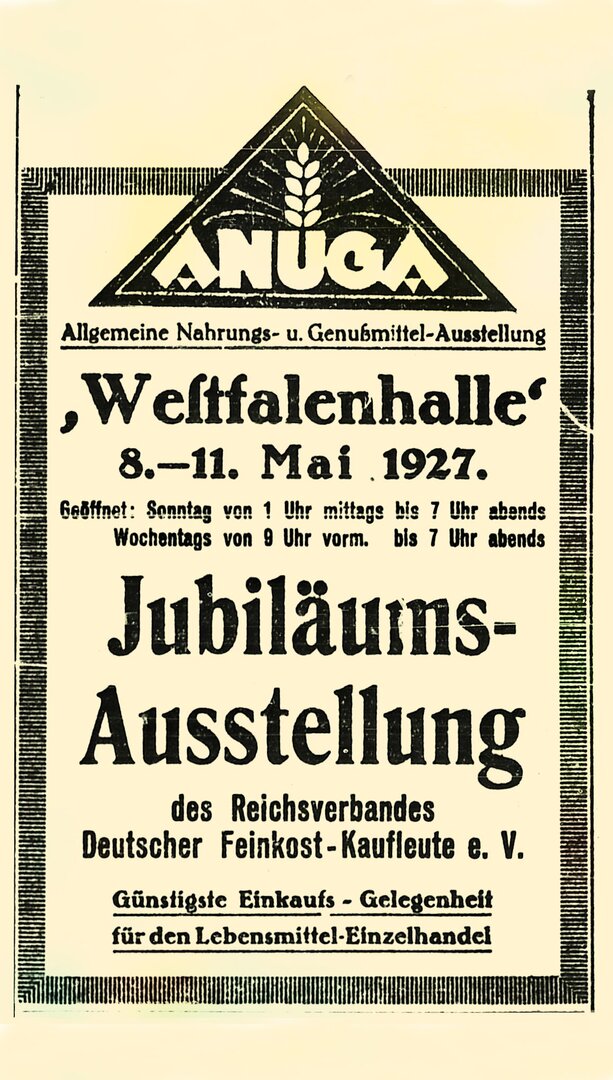 ANUGA
Allgemeine Nahrungs- u. Genußmittel-Ausstellung
‚Weſtfalenhalle‘
8.–11. Mai 1927.
Geöffnet: Sonntag von 1 Uhr mittags bis 7 Uhr abends
Wochentags von 9 Uhr vorm. bis 7 Uhr abends
Jubiläums-
Ausstellung
des Reichsverbandes
Deutscher Feinkost-Kaufleute e. V.
Günstigste Einkaufs - Gelegenheit
für den Lebensmittel-Einzelhandel